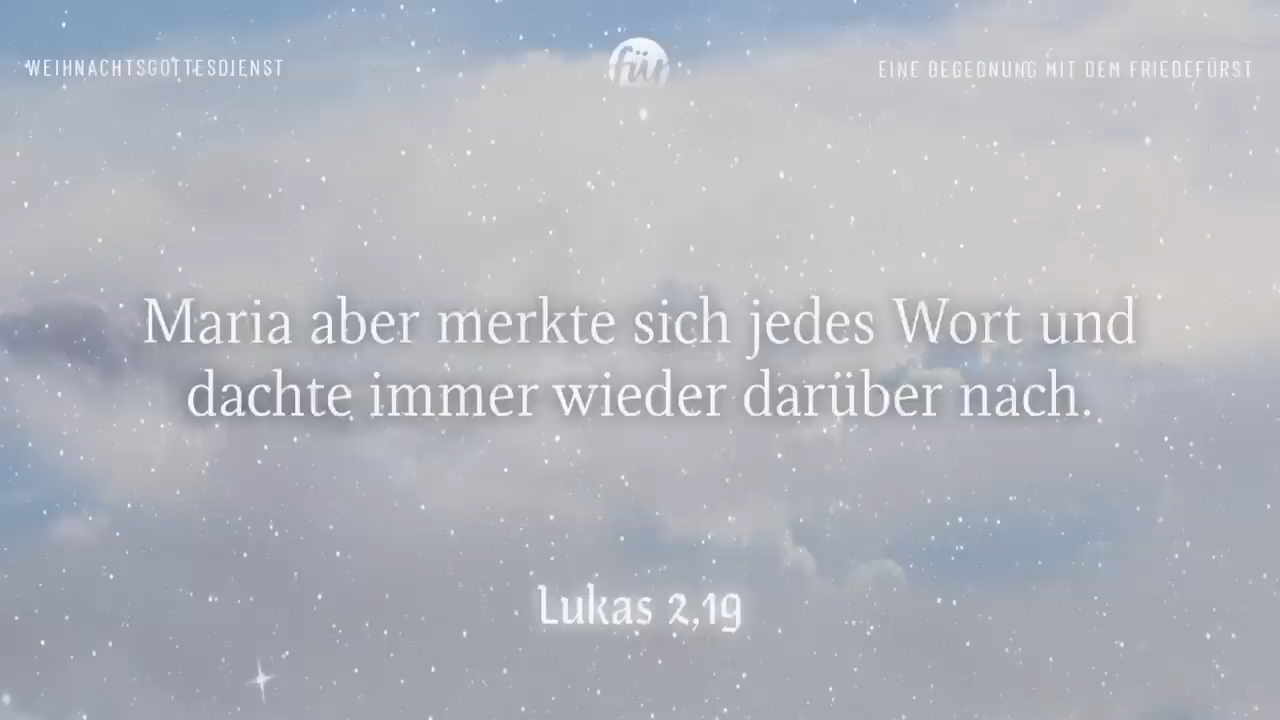 WEIHNACHTSGOTTESDIENST
für
EINE BEGEGNUNG MIT DEM FRIEDEFÜRST
Maria aber merkte sich jedes Wort und
dachte immer wieder darüber nach.
Lukas 2,19